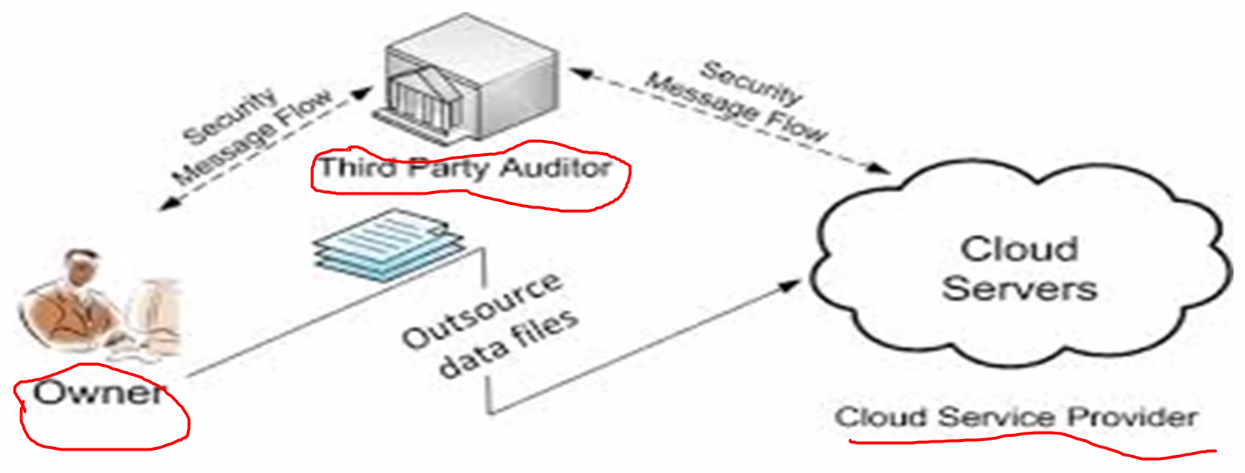 Security
Message Flow
Security
Message Flow
Third Party Auditor
Cloud
Servers
Outsource
data files
Owner
Cloud Service Provider